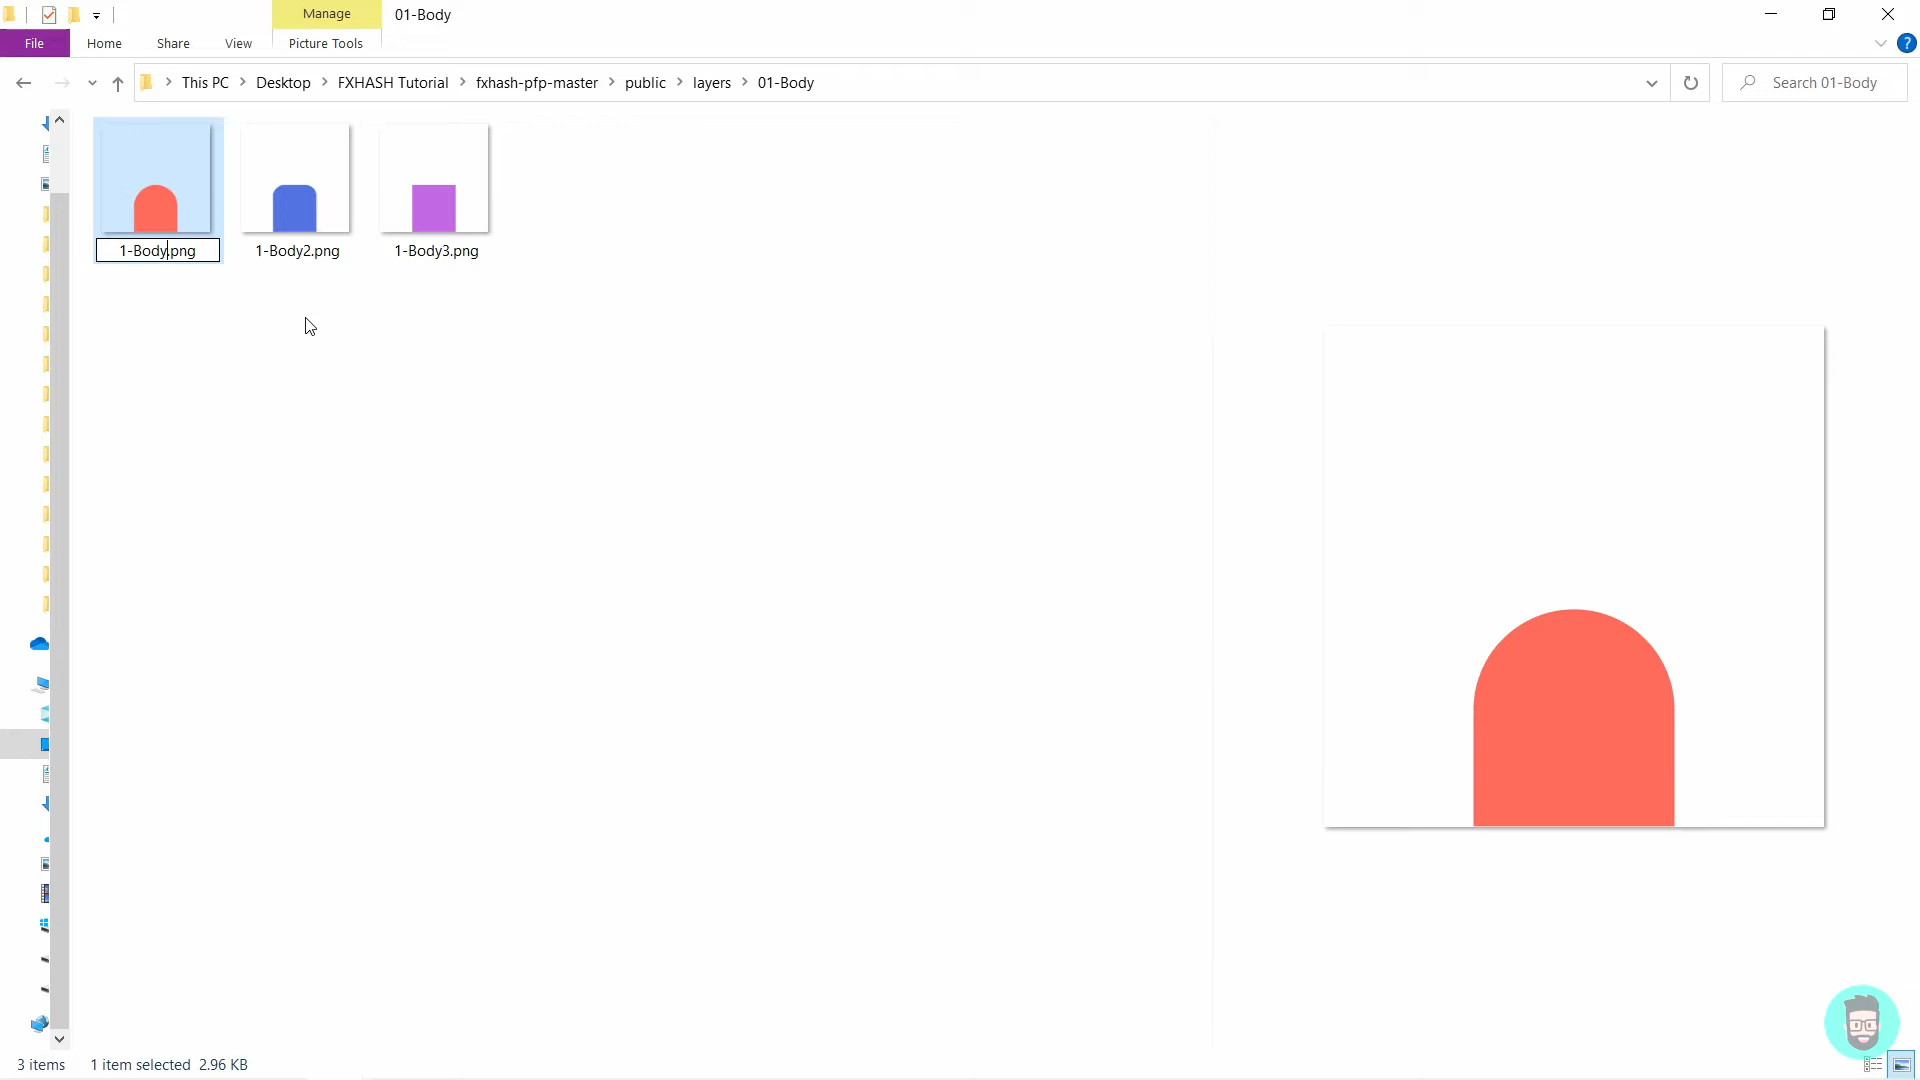 Manage
01-Body
File
Home
Share
View
Picture Tools
This PC
Desktop
FXHASH Tutorial
fxhash-pfp-master
public
layers
01-Body
Search 01-Body
1-Body.png
1-Body2.png
1-Body3.png
3 items
1 item selected
2.96 KB